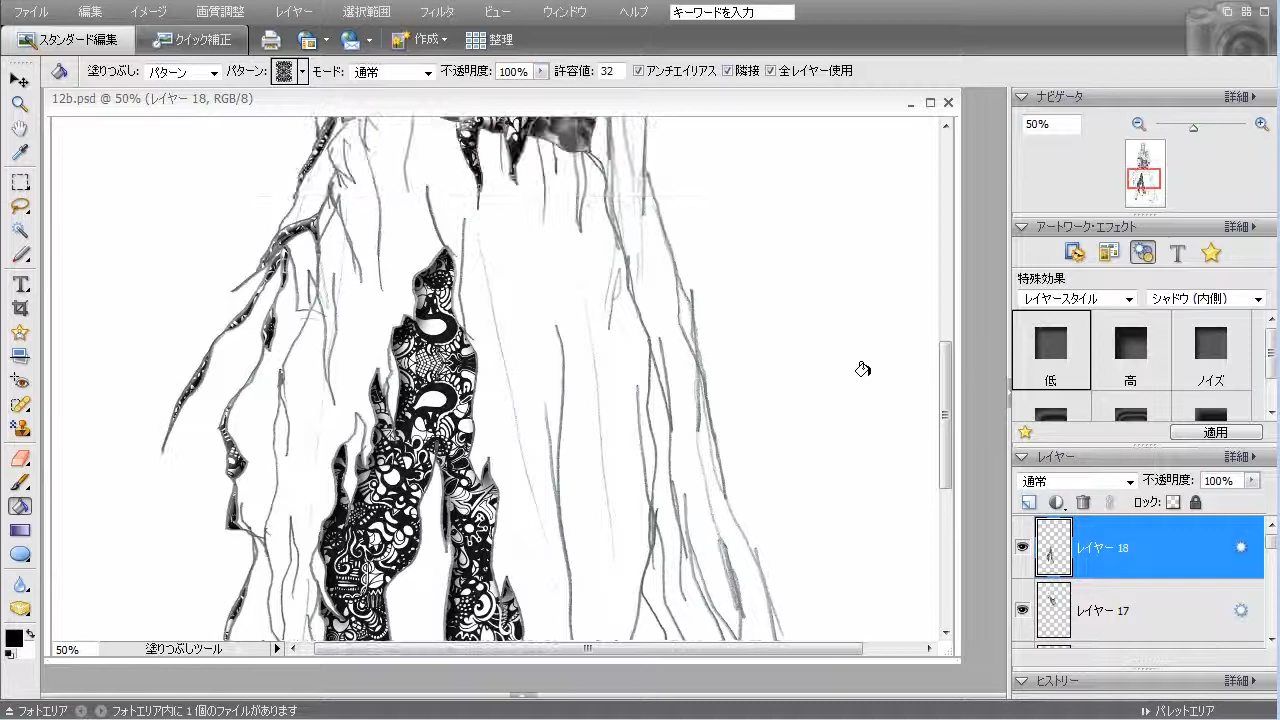 ファイル 編集 イメージ 画質調整 レイヤー 選択範囲 フィルタ ビュー ウィンドウ ヘルプ キーワードを入力
スタンダード編集 クイック補正 作成 整理
塗りつぶし: パターン パターン: モード: 通常 不透明度: 100% 許容値: 32 アンチエイリアス 隣接 全レイヤー使用
12b.psd @ 50% (レイヤー 18, RGB/8)
ナビゲータ 詳細
50%
アートワーク・エフェクト 詳細
特殊効果
レイヤースタイル シャドウ (内側)
低 高 ノイズ
適用
レイヤー 詳細
通常 不透明度: 100%
ロック:
レイヤー 18
レイヤー 17
50% 塗りつぶしツール
ヒストリー 詳細
フォトエリア フォトエリア内に 1 個のファイルがあります パレットエリア